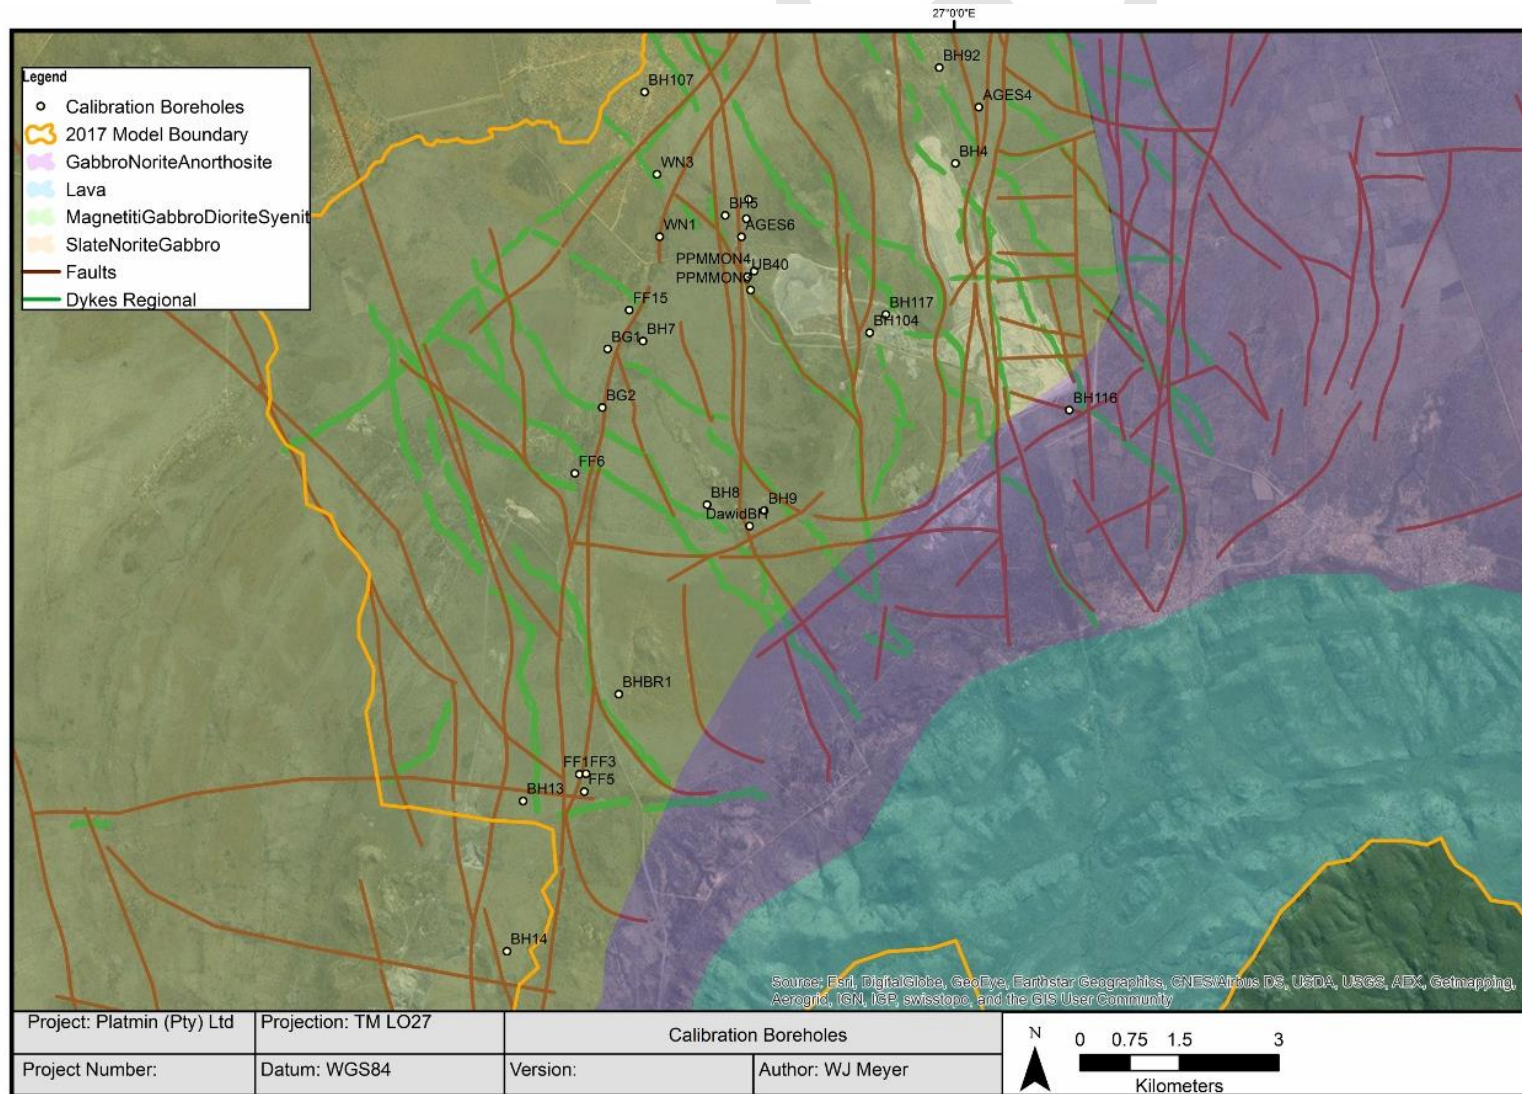 27°0'0"E
Legend
Calibration Boreholes
2017 Model Boundary
GabbroNoriteAnorthosite
Lava
MagnetitiGabbroDioriteSyenit
SlateNoriteGabbro
Faults
Dykes Regional
BH92
BH107
AGES4
BH4
WN3
BH5
WN1
AGES6
PPMMON4
UB40
PPMMON
FF15
BH117
BH104
BG1
BH7
BG2
BH116
FF6
BH8
BH9
DawidBH
BHBR1
FF1
FF3
FF5
BH13
BH14
Source: Esri, DigitalGlobe, GeoEye, Earthstar Geographics, CNES/Airbus DS, USDA, USGS, AEX, Getmapping,
Aerogrid, IGN, IGP, swisstopo, and the GIS User Community
Project: Platmin (Pty) Ltd
Projection: TM LO27
Calibration Boreholes
Project Number:
Datum: WGS84
Version:
Author: WJ Meyer
N
0 0.75 1.5 3
Kilometers